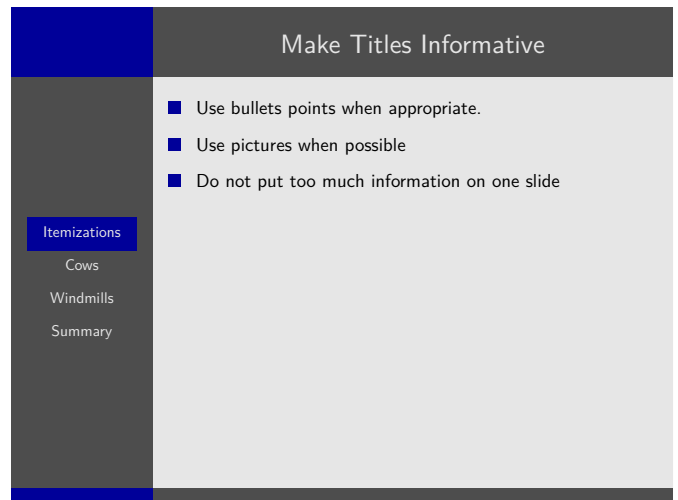 Make Titles Informative
Use bullets points when appropriate.
Use pictures when possible
Do not put too much information on one slide
Itemizations
Cows
Windmills
Summary